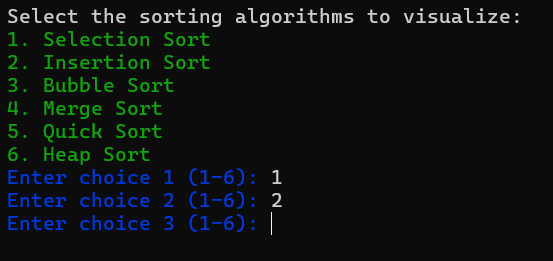 Select the sorting algorithms to visualize:
1. Selection Sort
2. Insertion Sort
3. Bubble Sort
4. Merge Sort
5. Quick Sort
6. Heap Sort
Enter choice 1 (1-6): 1
Enter choice 2 (1-6): 2
Enter choice 3 (1-6):